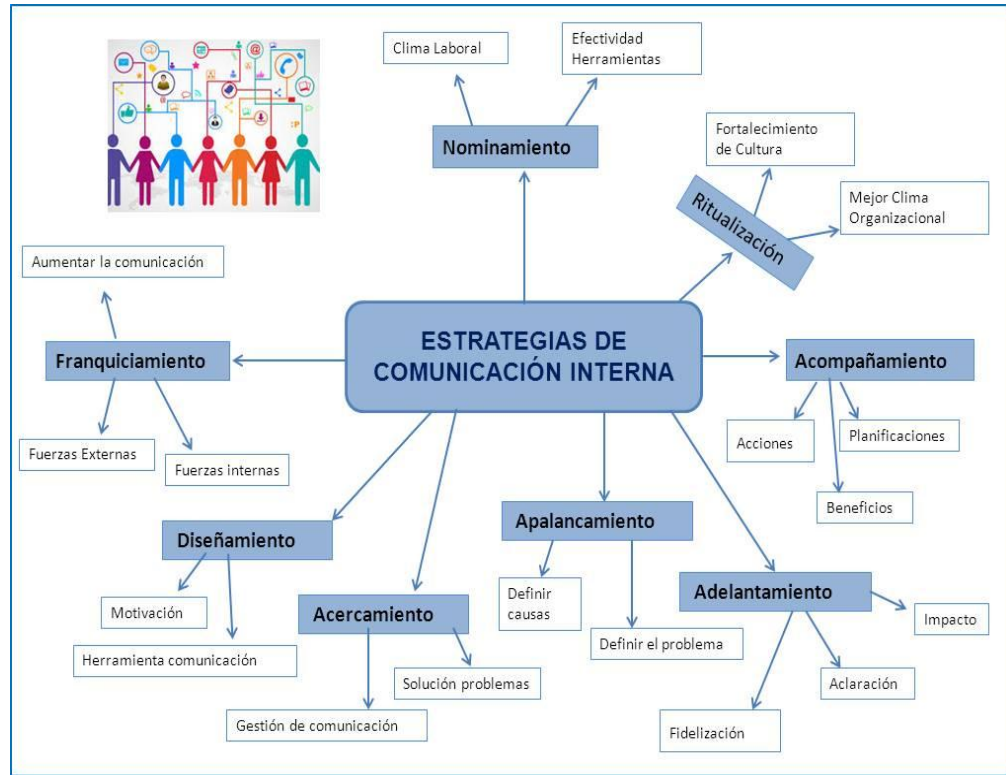 Clima Laboral
Efectividad
Herramientas
Nominamiento
Fortalecimiento
de Cultura
Ritualización
Mejor Clima
Organizacional
Aumentar la comunicación
Franquiciamiento
Fuerzas Externas
Fuerzas internas
ESTRATEGIAS DE
COMUNICACIÓN INTERNA
Acompañamiento
Acciones
Planificaciones
Beneficios
Diseñamiento
Motivación
Herramienta comunicación
Acercamiento
Solución problemas
Gestión de comunicación
Apalancamiento
Definir
causas
Definir el problema
Adelantamiento
Impacto
Aclaración
Fidelización